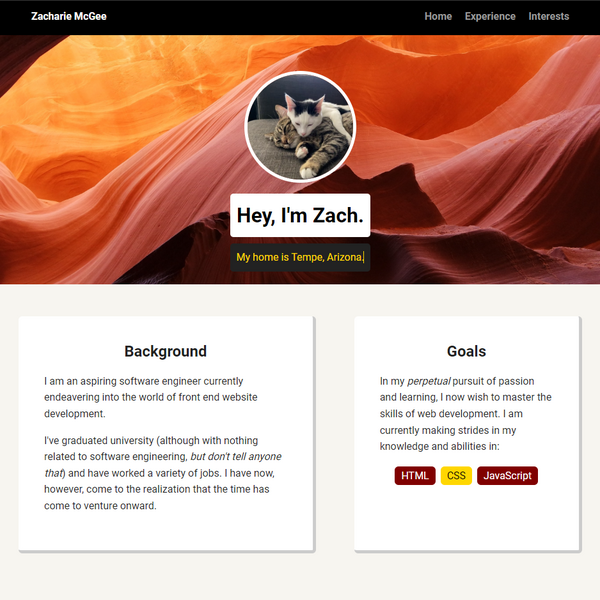 Zacharie McGee
Home Experience Interests
Hey, I'm Zach.
My home is Tempe, Arizona.
Background
I am an aspiring software engineer currently
endeavering into the world of front end website
development.
I've graduated university (although with nothing
related to software engineering, but don't tell anyone
that) and have worked a variety of jobs. I have now,
however, come to the realization that the time has
come to venture onward.
Goals
In my perpetual pursuit of passion
and learning, I now wish to master the
skills of web development. I am
currently making strides in my
knowledge and abilities in:
HTML CSS JavaScript